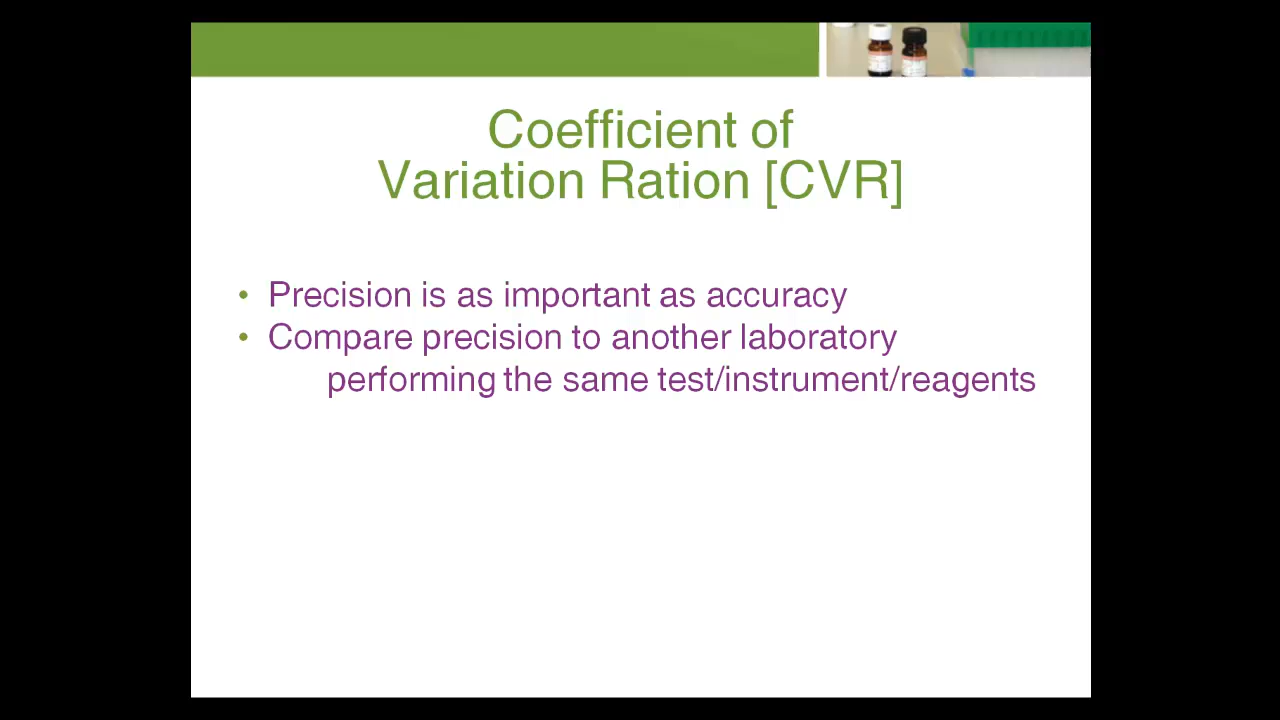 Coefficient of
Variation Ration [CVR]
• Precision is as important as accuracy
• Compare precision to another laboratory
performing the same test/instrument/reagents